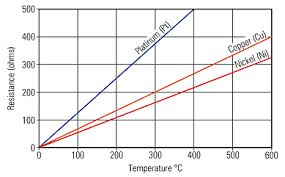 500
400
300
200
100
0
Resistance (ohms)
Platinum (Pt)
Copper (Cu)
Nickel (Ni)
0 100 200 300 400 500 600
Temperature °C